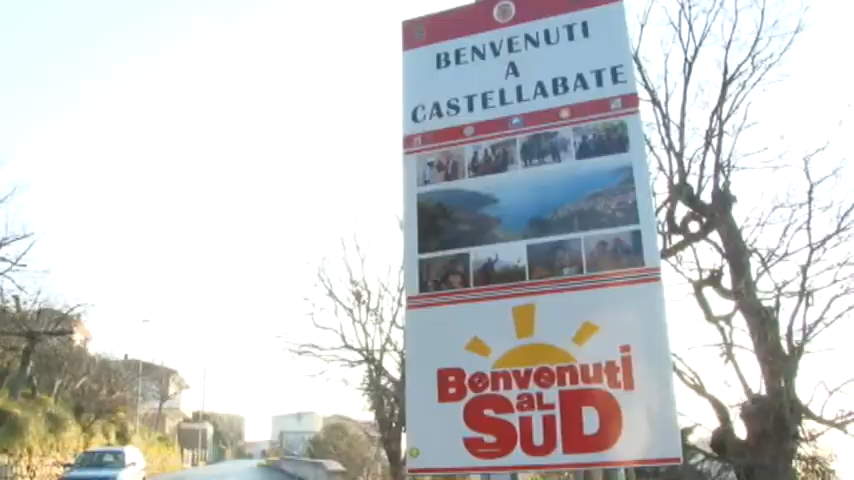 BENVENUTI
A
CASTELLABATE
Benvenuti
AL
SUD